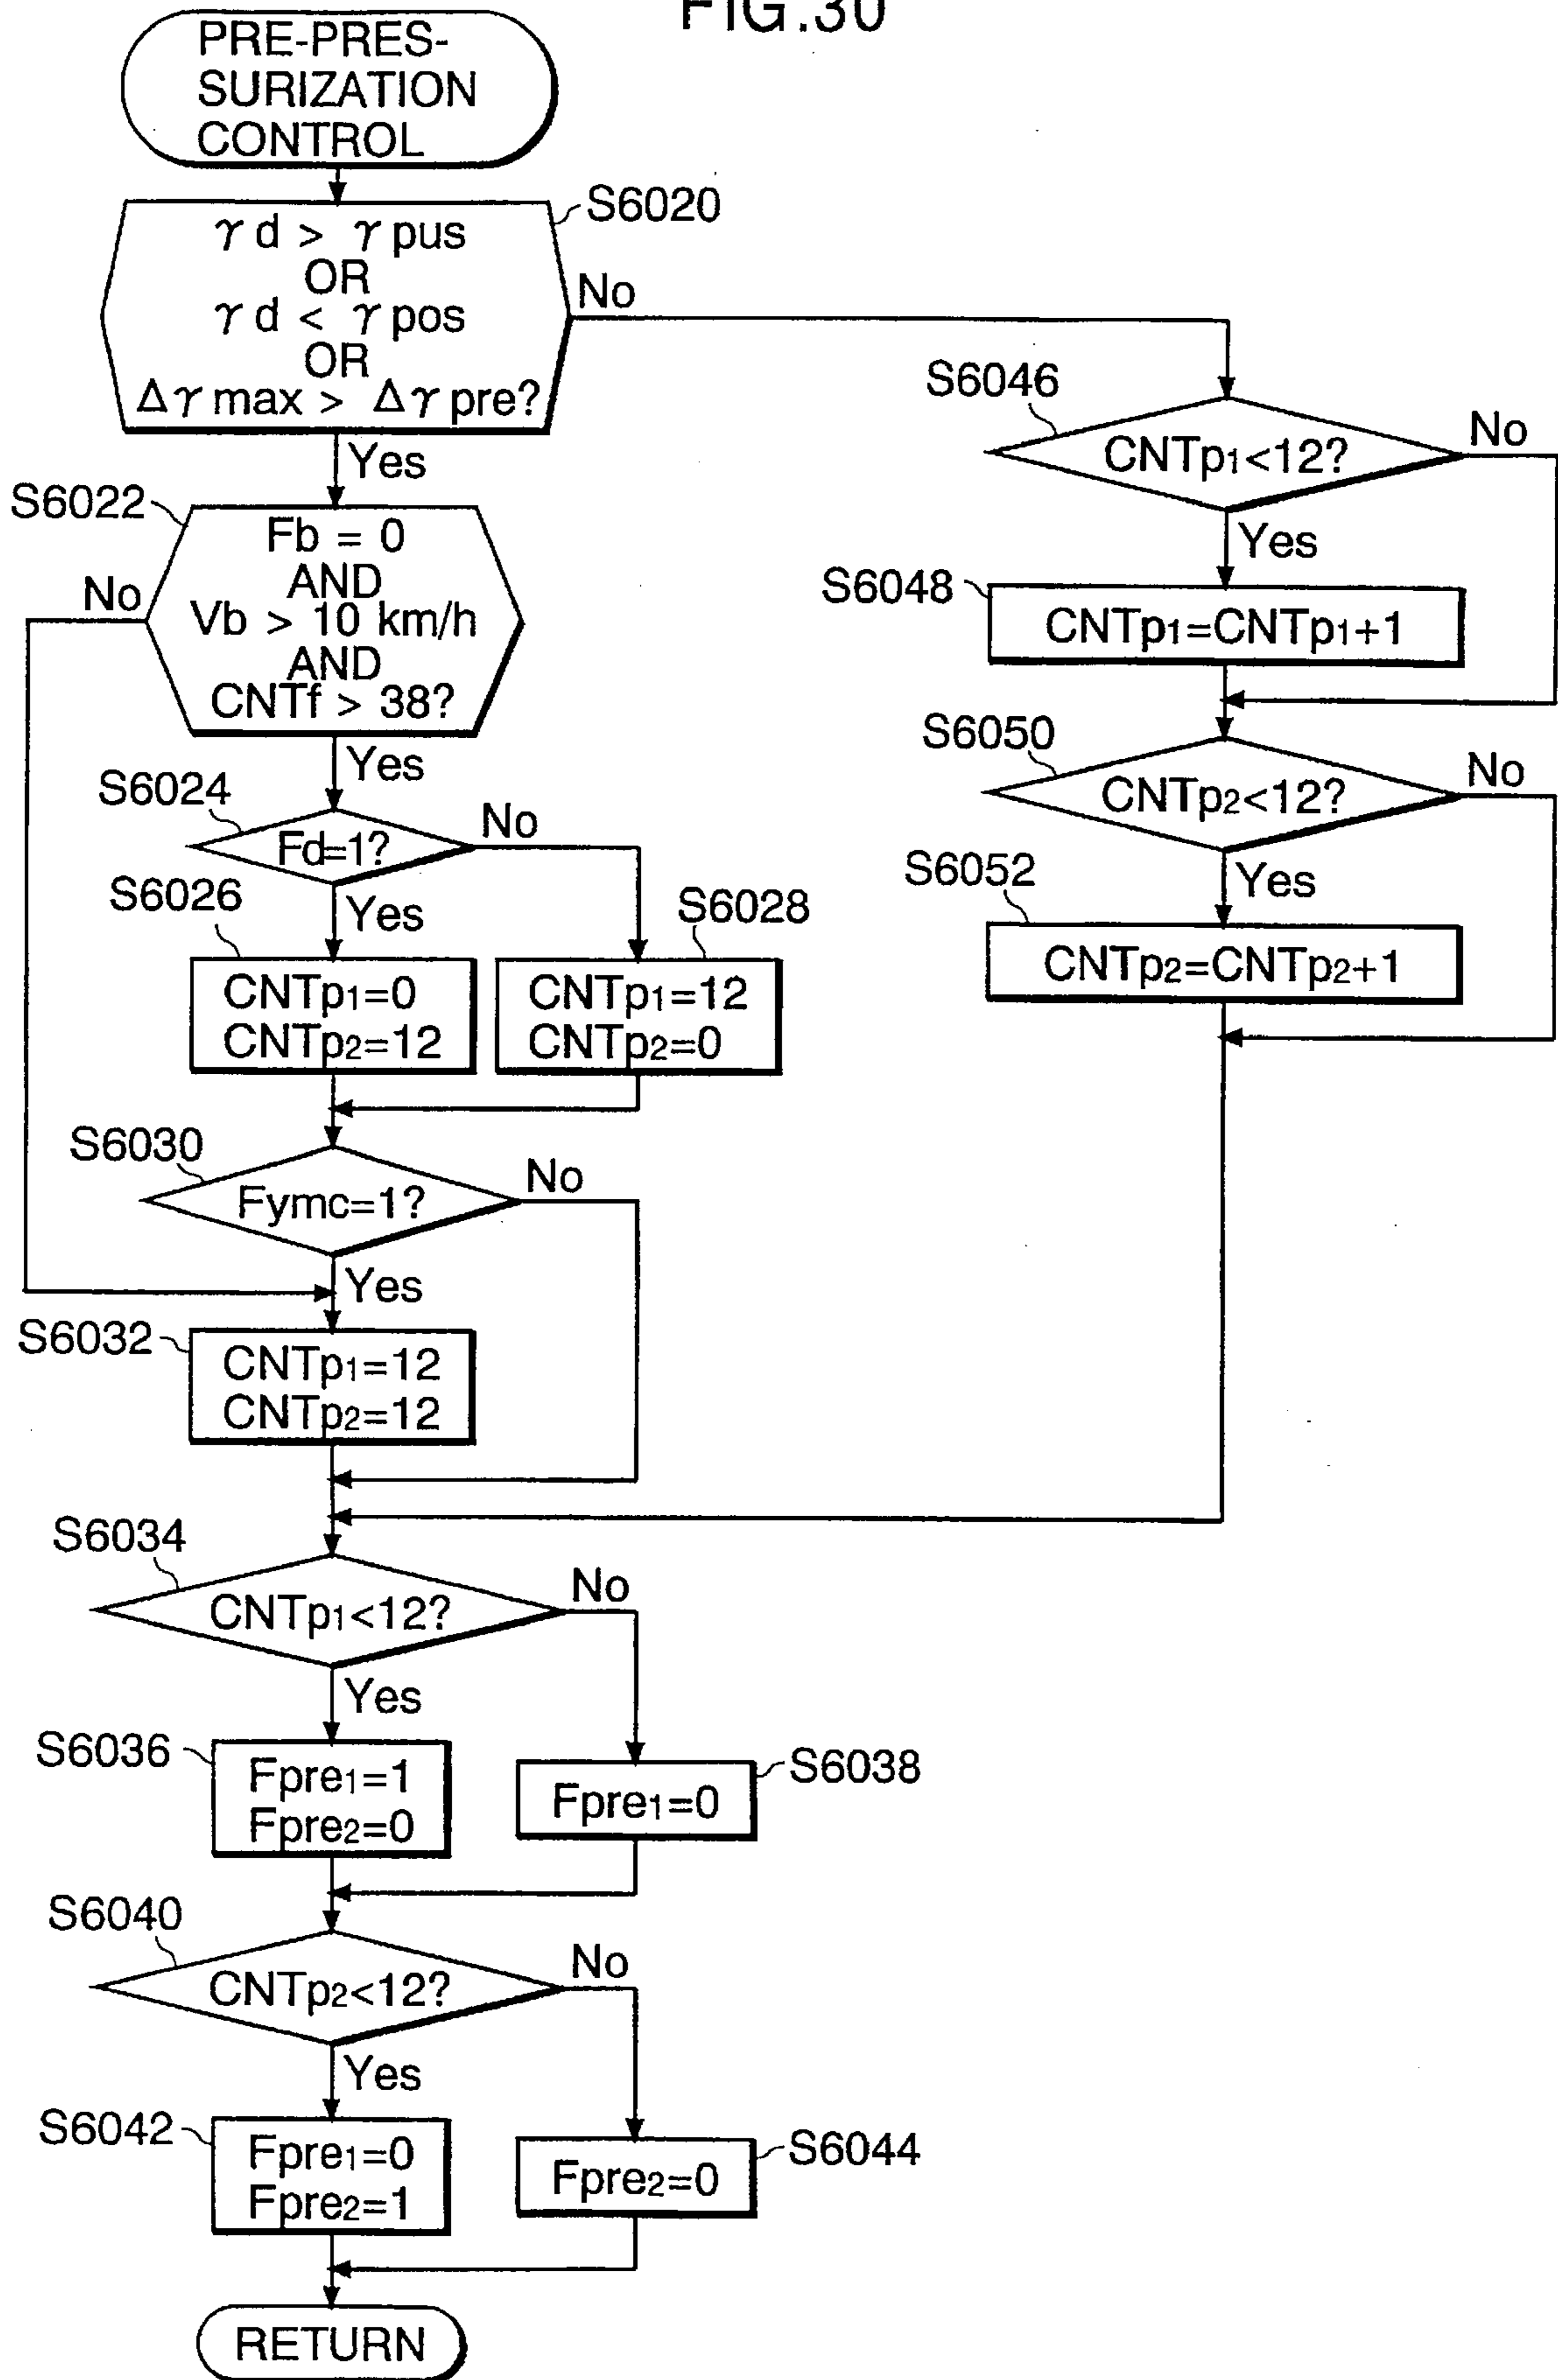 FIG.30
PRE-PRES-
SURIZATION
CONTROL
S6020
γd > γpus
OR
γd < γpos
OR
Δγmax > Δγpre?
No
Yes
S6022
Fb = 0
AND
Vb > 10 km/h
AND
CNTf > 38?
No
Yes
S6024
Fd=1?
No
Yes
S6026
CNTp1=0
CNTp2=12
S6028
CNTp1=12
CNTp2=0
S6030
Fymc=1?
No
Yes
S6032
CNTp1=12
CNTp2=12
S6046
CNTp1<12?
No
Yes
S6048
CNTp1=CNTp1+1
S6050
CNTp2<12?
No
Yes
S6052
CNTp2=CNTp2+1
S6034
CNTp1<12?
No
Yes
S6036
Fpre1=1
Fpre2=0
S6038
Fpre1=0
S6040
CNTp2<12?
No
Yes
S6042
Fpre1=0
Fpre2=1
S6044
Fpre2=0
RETURN